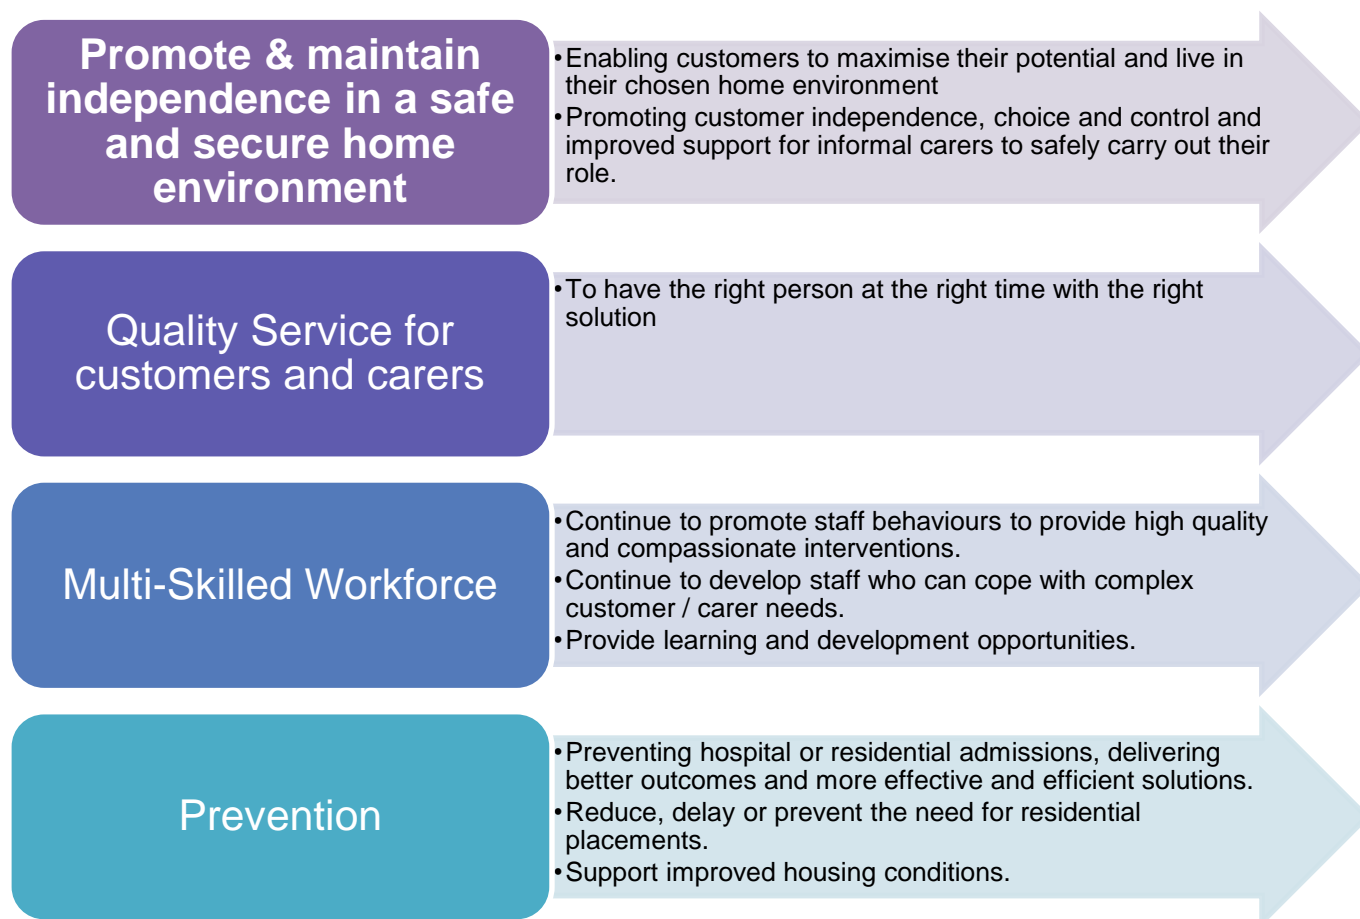 Promote & maintain
independence in a safe
and secure home
environment
•Enabling customers to maximise their potential and live in
their chosen home environment
•Promoting customer independence, choice and control and
improved support for informal carers to safely carry out their
role.
Quality Service for
customers and carers
•To have the right person at the right time with the right
solution
Multi-Skilled Workforce
•Continue to promote staff behaviours to provide high quality
and compassionate interventions.
•Continue to develop staff who can cope with complex
customer / carer needs.
•Provide learning and development opportunities.
Prevention
•Preventing hospital or residential admissions, delivering
better outcomes and more effective and efficient solutions.
•Reduce, delay or prevent the need for residential
placements.
•Support improved housing conditions.